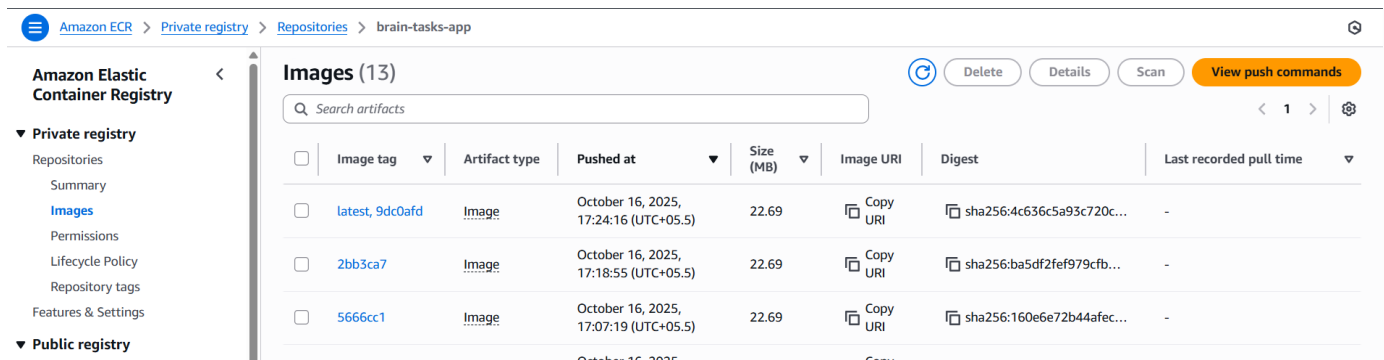 Amazon ECR > Private registry > Repositories > brain-tasks-app
Amazon Elastic
Container Registry
Private registry
Repositories
Summary
Images
Permissions
Lifecycle Policy
Repository tags
Features & Settings
Public registry
Images (13)
Delete
Details
Scan
View push commands
Search artifacts
< 1 >
Image tag
Artifact type
Pushed at
Size
(MB)
Image URI
Digest
Last recorded pull time
latest, 9dc0afd
Image
October 16, 2025,
17:24:16 (UTC+05.5)
22.69
Copy
URI
sha256:4c636c5a93c720c...
-
2bb3ca7
Image
October 16, 2025,
17:18:55 (UTC+05.5)
22.69
Copy
URI
sha256:ba5df2fef979cfb...
-
5666cc1
Image
October 16, 2025,
17:07:19 (UTC+05.5)
22.69
Copy
URI
sha256:160e6e72b44afec...
-